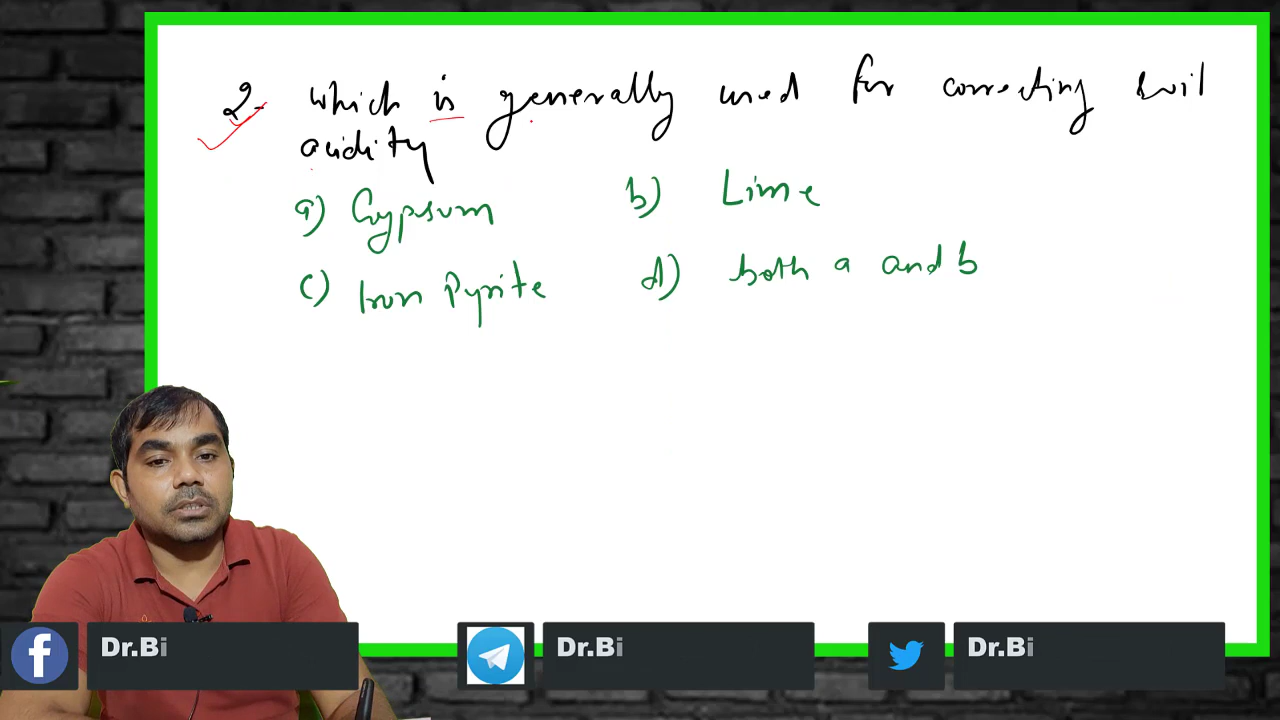 2- which is generally used for correcting soil
acidity
a) Gypsum b) Lime
c) Iron Pyrite d) both a and b
f Dr.Bi Dr.Bi Dr.Bi